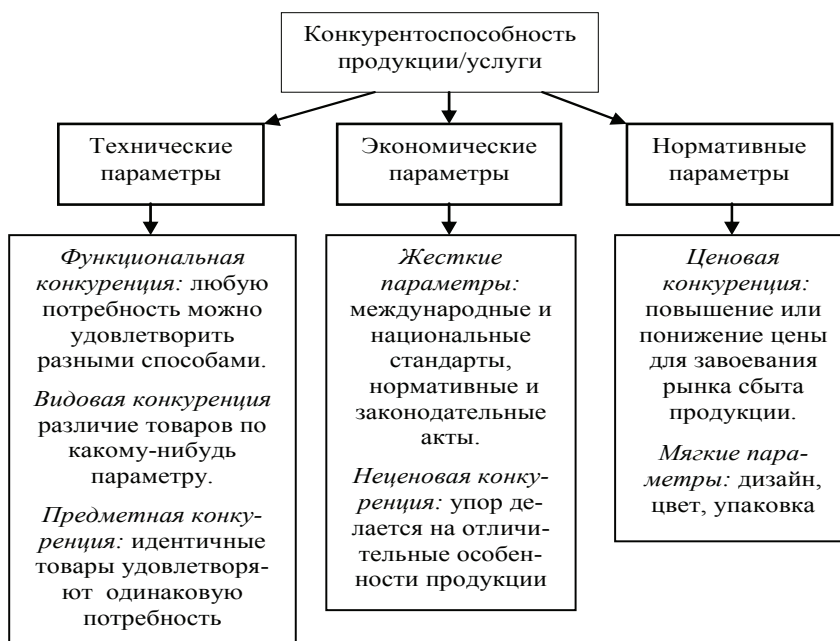 Конкурентоспособность
продукции/услуги
Технические
параметры
Экономические
параметры
Нормативные
параметры
Функциональная
конкуренция: любую
потребность можно
удовлетворить
разными способами.
Видовая конкуренция
различие товаров по
какому-нибудь
параметру.
Предметная конку-
ренция: идентичные
товары удовлетворя-
ют одинаковую
потребность
Жесткие
параметры:
международные и
национальные
стандарты,
нормативные и
законодательные
акты.
Неценовая конку-
ренция: упор де-
лается на отличи-
тельные особен-
ности продукции
Ценовая
конкуренция:
повышение или
понижение цены
для завоевания
рынка сбыта
продукции.
Мягкие пара-
метры: дизайн,
цвет, упаковка